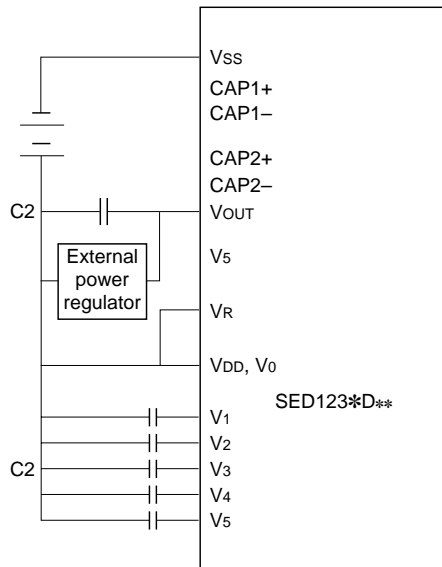 VSS
CAP1+
CAP1–
CAP2+
CAP2–
C2
VOUT
External
power
regulator
V5
VR
VDD, V0
SED123✱D✱✱
V1
V2
C2
V3
V4
V5